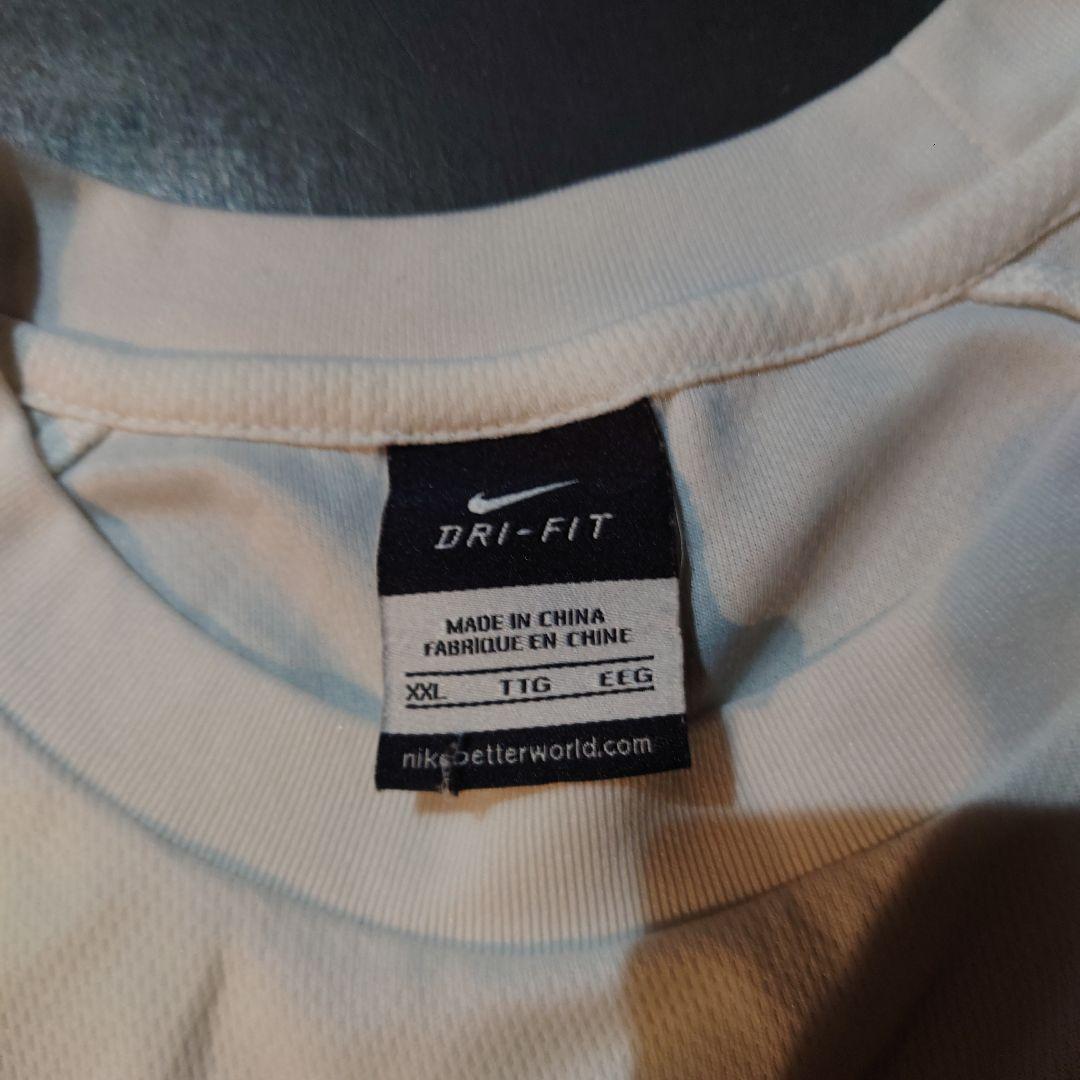 DRI-FIT
MADE IN CHINA
FABRIQUE EN CHINE
XXL TTG EEG
nikebetterworld.com